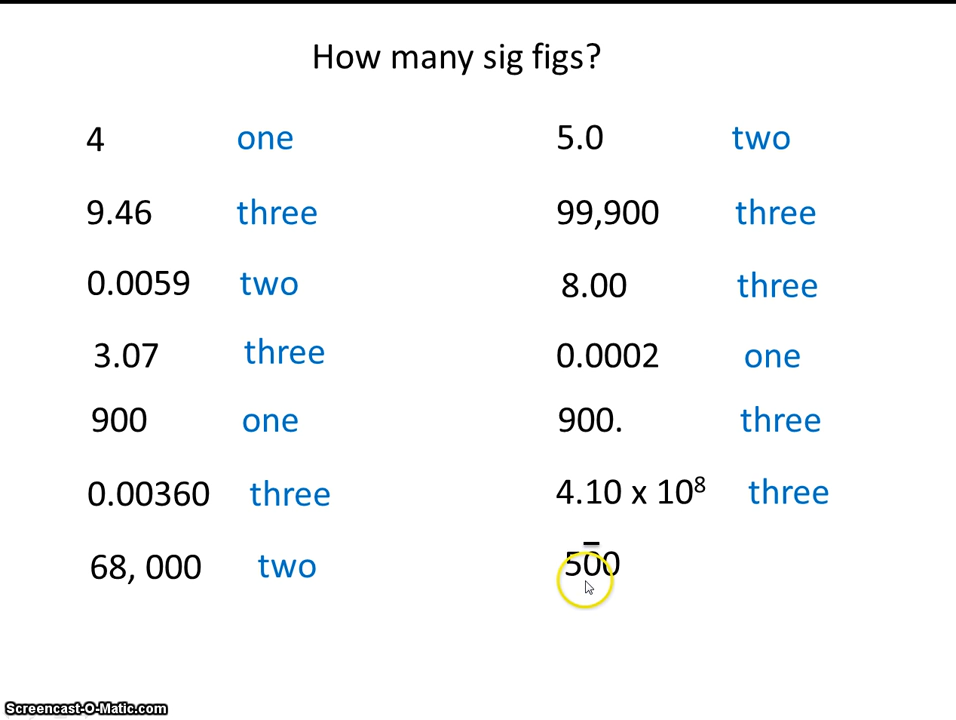 How many sig figs?
4 one 5.0 two
9.46 three 99,900 three
0.0059 two 8.00 three
3.07 three 0.0002 one
900 one 900. three
0.00360 three 4.10 x 10⁸ three
68, 000 two 50̅0
Screencast-O-Matic.com